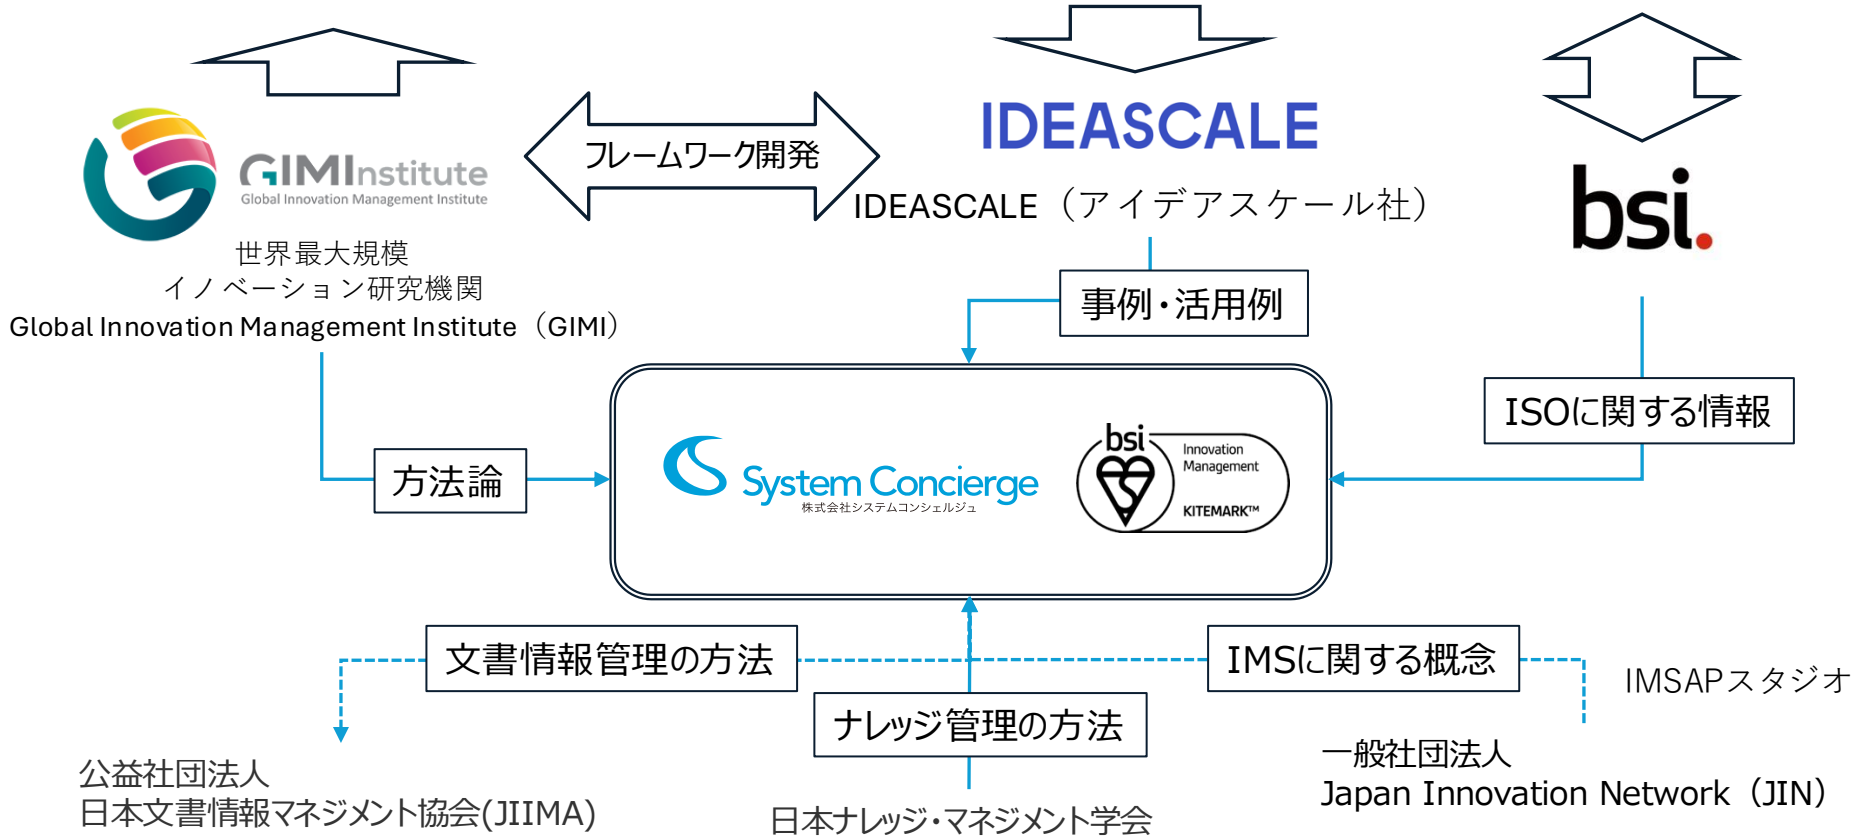 GIMInstitute
Global Innovation Management Institute
世界最大規模
イノベーション研究機関
Global Innovation Management Institute（GIMI）
フレームワーク開発
IDEASCALE
IDEASCALE（アイデアスケール社）
bsi.
事例・活用例
ISOに関する情報
方法論
System Concierge
株式会社システムコンシェルジュ
bsi
Innovation
Management
KITEMARK™
文書情報管理の方法
IMSに関する概念
IMSAPスタジオ
ナレッジ管理の方法
公益社団法人
日本文書情報マネジメント協会(JIIMA)
日本ナレッジ・マネジメント学会
一般社団法人
Japan Innovation Network（JIN）